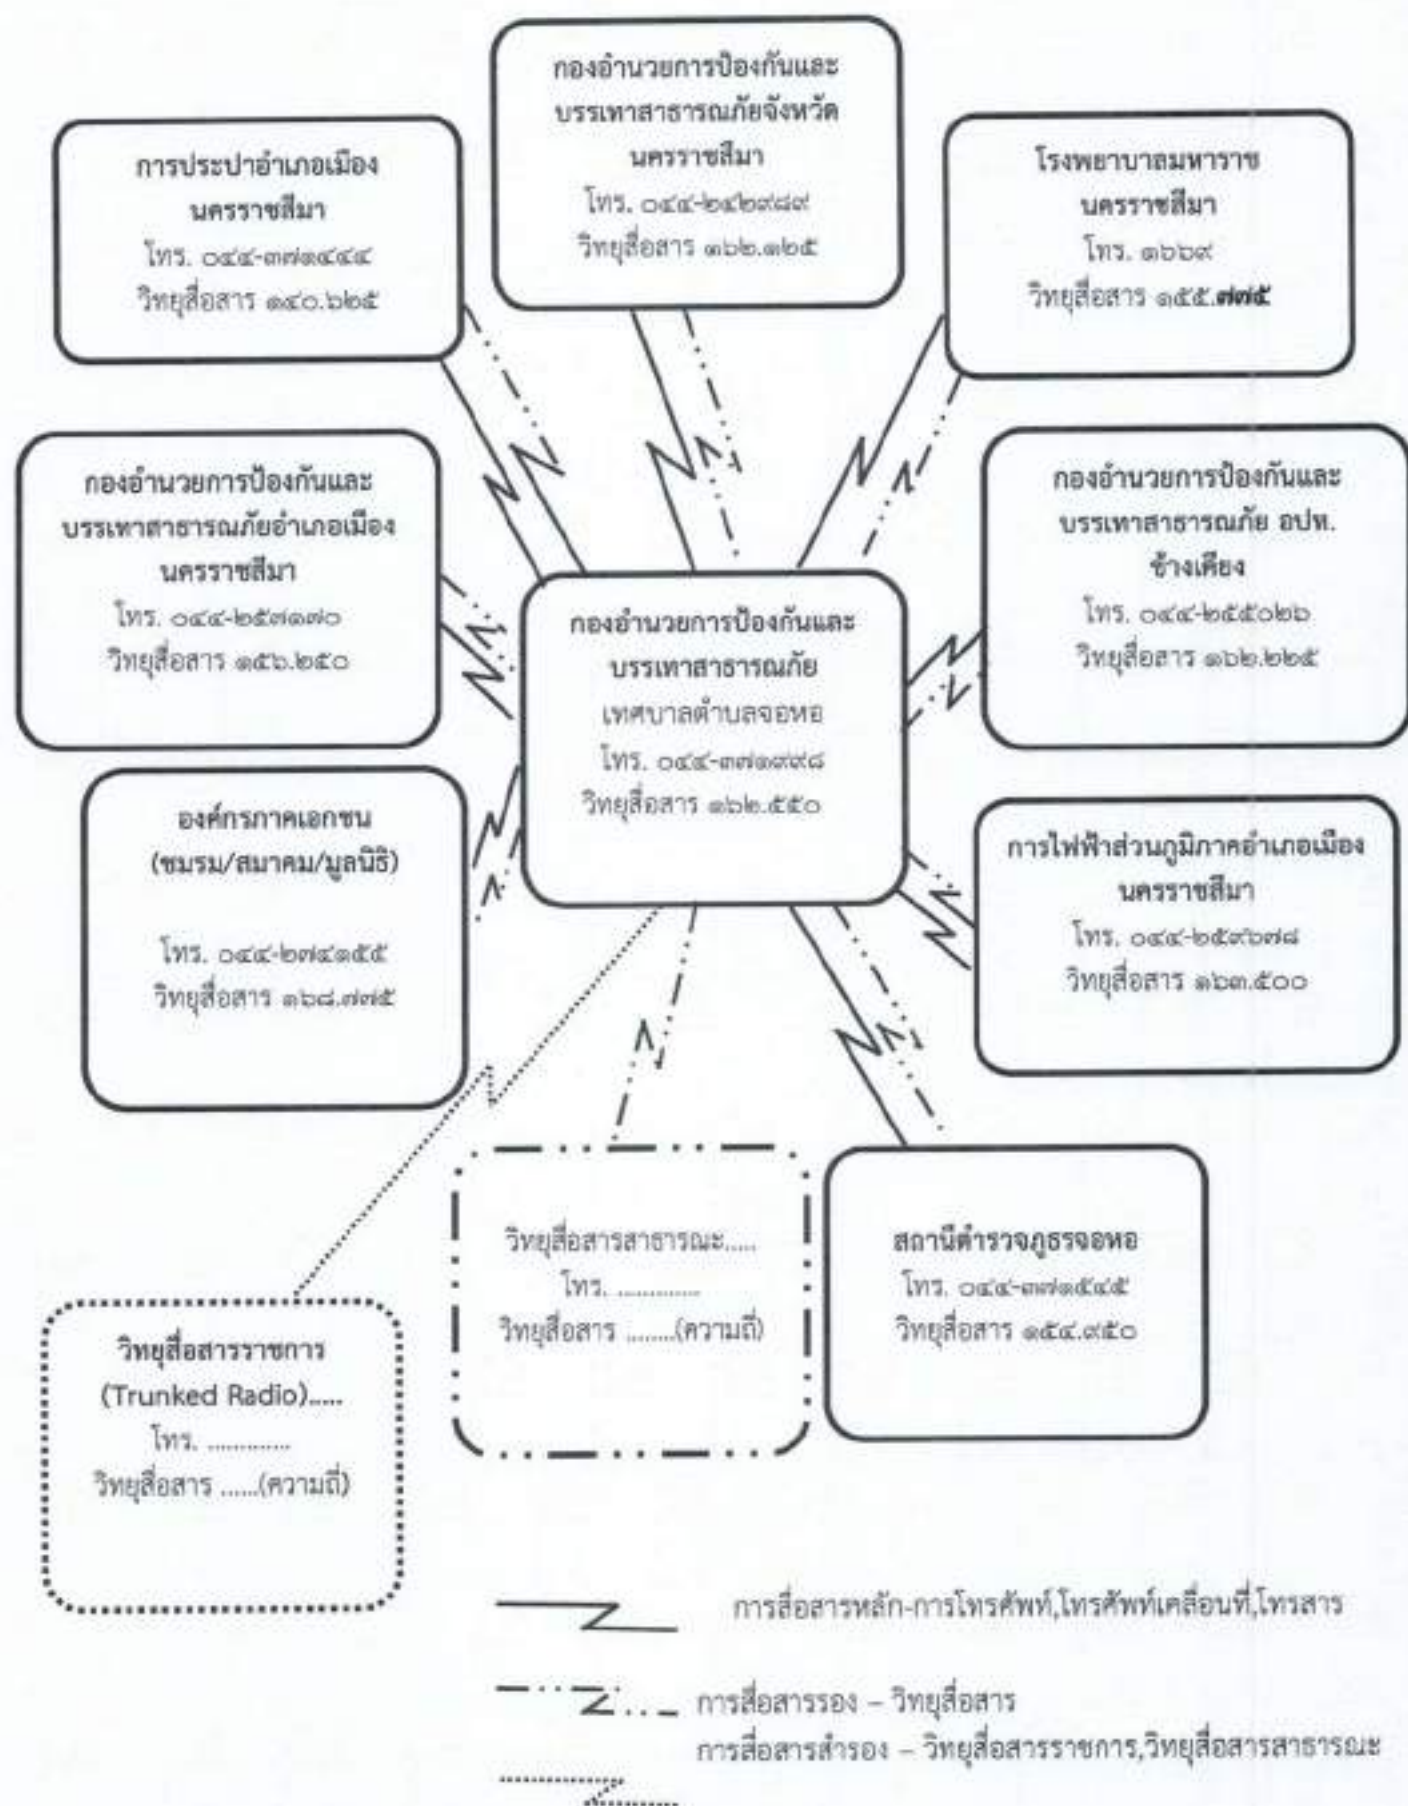 กองอำนวยการป้องกันและ
บรรเทาสาธารณภัยจังหวัด
นครราชสีมา
โทร. ๐๔๔-๒๔๒๙๘๙
วิทยุสื่อสาร ๑๖๒.๑๒๕
การประปาอำเภอเมือง
นครราชสีมา
โทร. ๐๔๔-๓๗๑๔๔๔
วิทยุสื่อสาร ๑๔๐.๖๒๕
โรงพยาบาลมหาราช
นครราชสีมา
โทร. ๑๖๖๙
วิทยุสื่อสาร ๑๕๕.๗๗๕
กองอำนวยการป้องกันและ
บรรเทาสาธารณภัยอำเภอเมือง
นครราชสีมา
โทร. ๐๔๔-๒๕๗๑๗๐
วิทยุสื่อสาร ๑๕๖.๒๕๐
กองอำนวยการป้องกันและ
บรรเทาสาธารณภัย อปท.
ข้างเคียง
โทร. ๐๔๔-๒๕๕๐๒๖
วิทยุสื่อสาร ๑๖๒.๒๒๕
กองอำนวยการป้องกันและ
บรรเทาสาธารณภัย
เทศบาลตำบลจอหอ
โทร. ๐๔๔-๓๗๑๙๙๘
วิทยุสื่อสาร ๑๖๒.๕๕๐
องค์กรภาคเอกชน
(ชมรม/สมาคม/มูลนิธิ)
โทร. ๐๔๔-๒๗๔๑๕๕
วิทยุสื่อสาร ๑๖๘.๗๗๕
การไฟฟ้าส่วนภูมิภาคอำเภอเมือง
นครราชสีมา
โทร. ๐๔๔-๒๕๙๖๗๘
วิทยุสื่อสาร ๑๖๓.๕๐๐
วิทยุสื่อสารสาธารณะ.....
โทร. .............
วิทยุสื่อสาร ........(ความถี่)
สถานีตำรวจภูธรจอหอ
โทร. ๐๔๔-๓๗๑๕๔๕
วิทยุสื่อสาร ๑๕๔.๙๕๐
วิทยุสื่อสารราชการ
(Trunked Radio).....
โทร. .............
วิทยุสื่อสาร ......(ความถี่)
การสื่อสารหลัก-การโทรศัพท์,โทรศัพท์เคลื่อนที่,โทรสาร
การสื่อสารรอง – วิทยุสื่อสาร
การสื่อสารสำรอง – วิทยุสื่อสารราชการ,วิทยุสื่อสารสาธารณะ